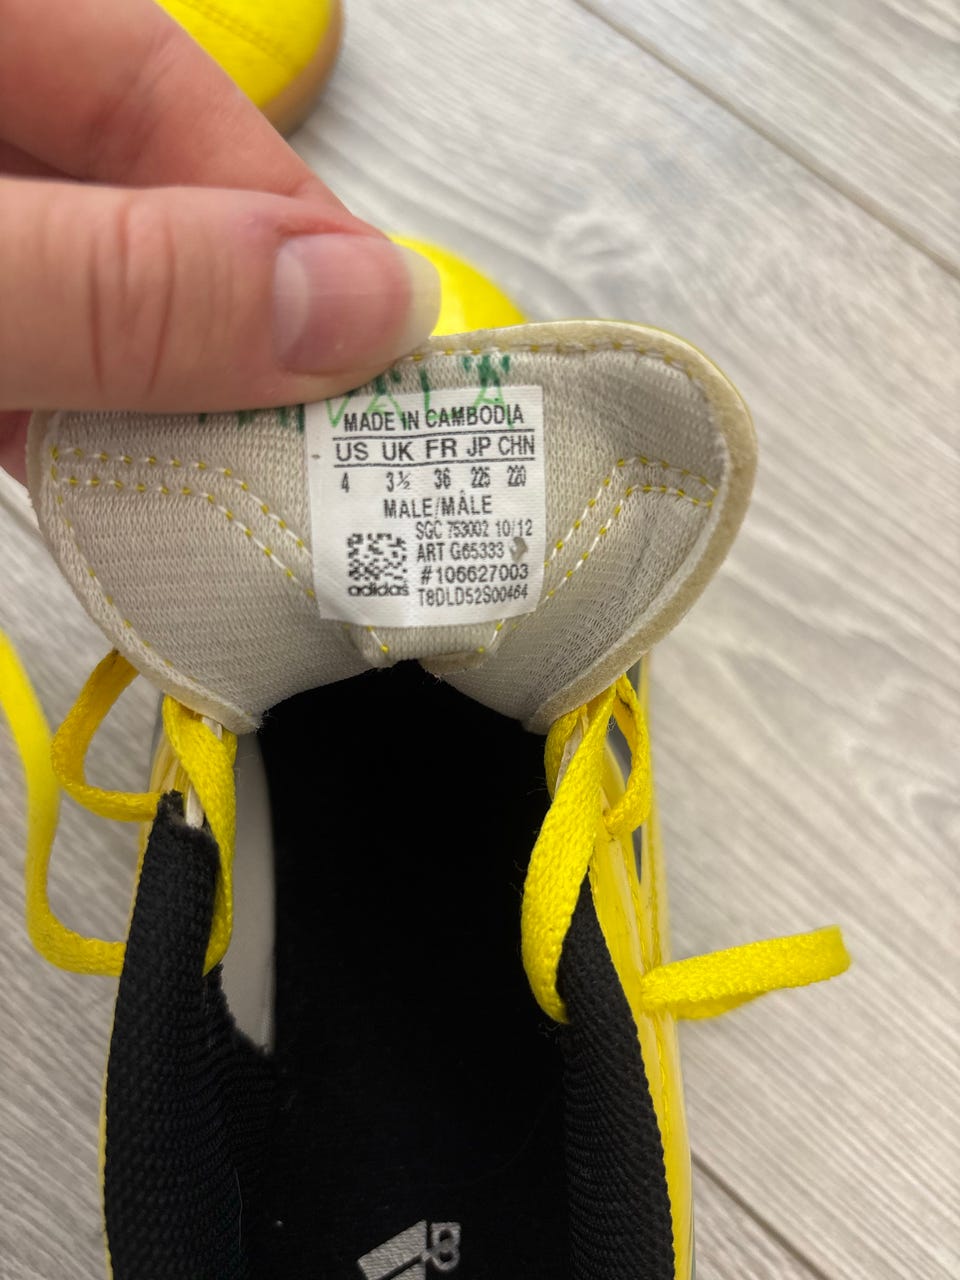 MADE IN CAMBODIA
US UK FR JP CHN
4 3½ 36 225 220
MALE/MÂLE
SGC 753002 10/12
ART G65333
#106627003
adidas T8DLD52S00464